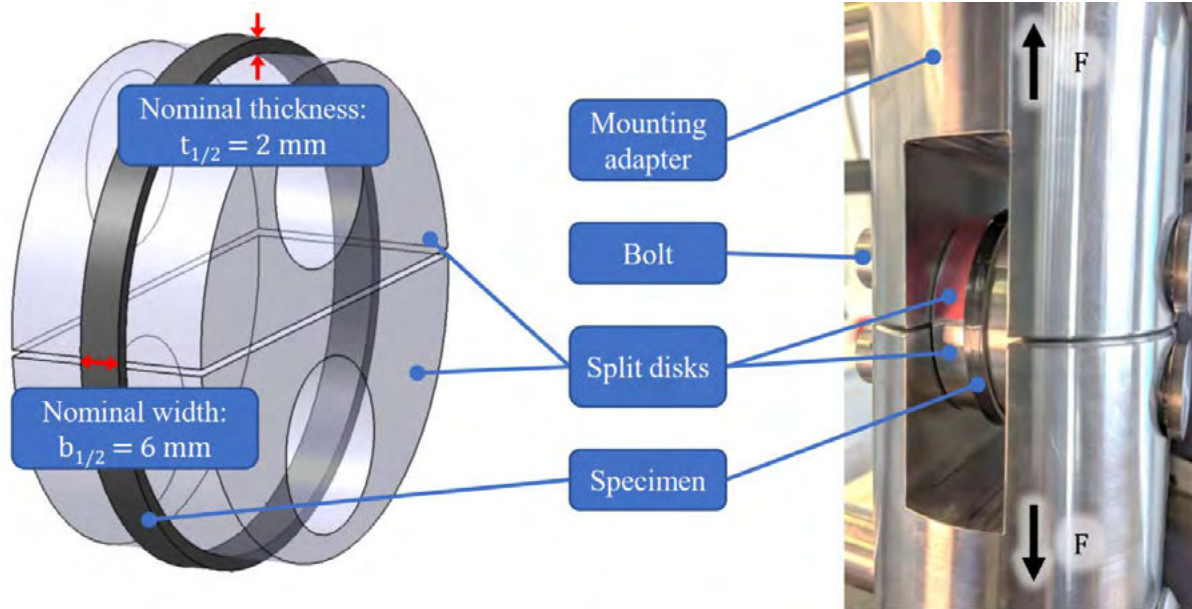 Nominal thickness:
t₁/₂ = 2 mm
Nominal width:
b₁/₂ = 6 mm
Mounting
adapter
Bolt
Split disks
Specimen
F
F